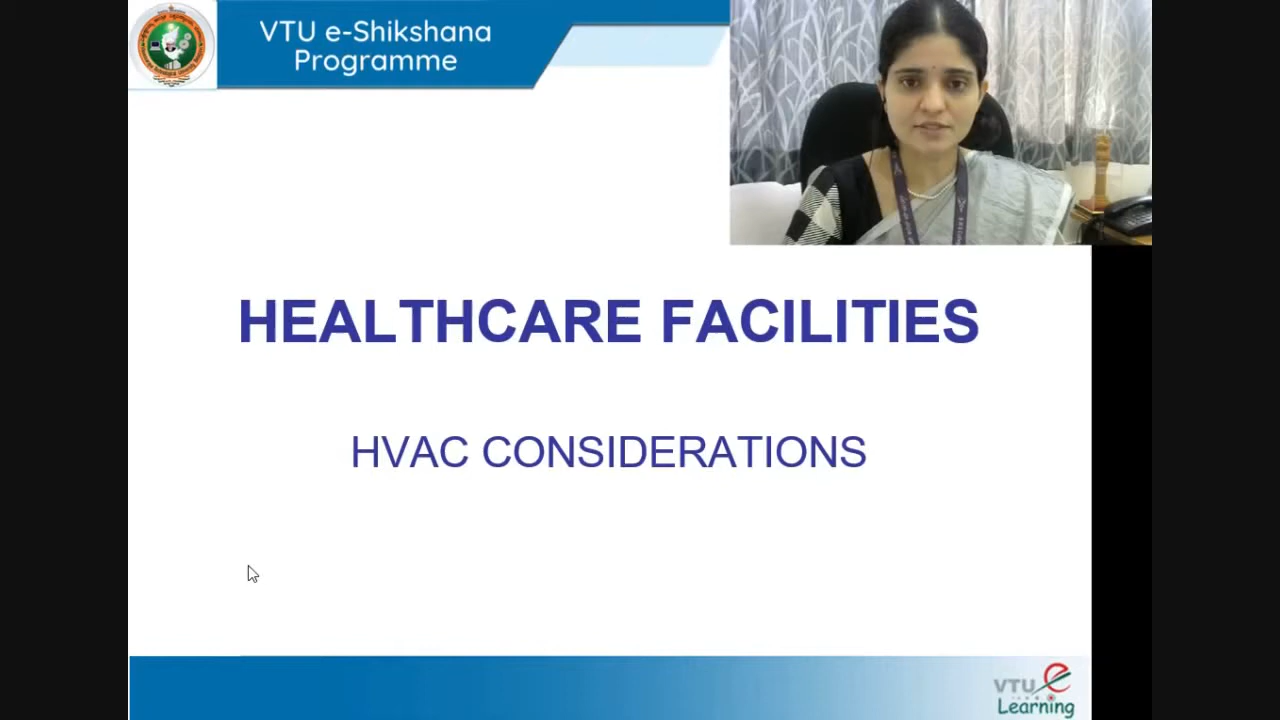 VTU e-Shikshana
Programme
HEALTHCARE FACILITIES
HVAC CONSIDERATIONS
VTU e
Learning